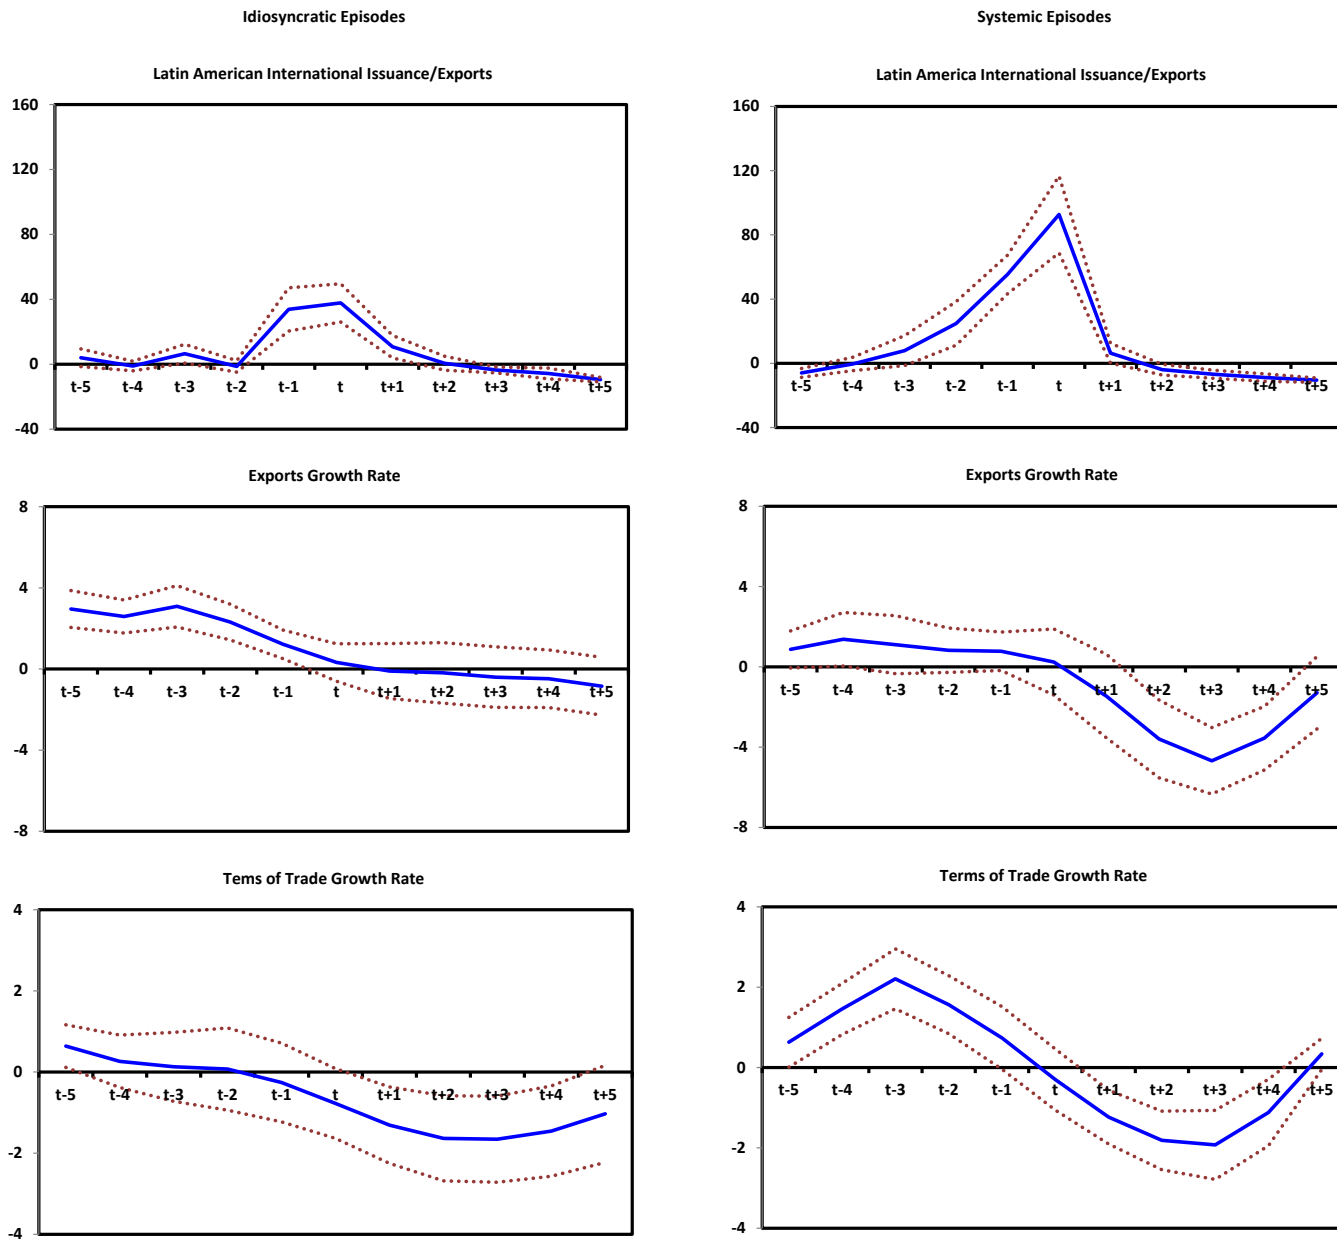 Idiosyncratic Episodes
Systemic Episodes
Latin American International Issuance/Exports
160
120
80
40
0
-40
t-5 t-4 t-3 t-2 t-1 t t+1 t+2 t+3 t+4 t+5
Latin America International Issuance/Exports
160
120
80
40
0
-40
t-5 t-4 t-3 t-2 t-1 t t+1 t+2 t+3 t+4 t+5
Exports Growth Rate
8
4
0
-4
-8
t-5 t-4 t-3 t-2 t-1 t t+1 t+2 t+3 t+4 t+5
Exports Growth Rate
8
4
0
-4
-8
t-5 t-4 t-3 t-2 t-1 t t+1 t+2 t+3 t+4 t+5
Tems of Trade Growth Rate
4
2
0
-2
-4
t-5 t-4 t-3 t-2 t-1 t t+1 t+2 t+3 t+4 t+5
Terms of Trade Growth Rate
4
2
0
-2
-4
t-5 t-4 t-3 t-2 t-1 t t+1 t+2 t+3 t+4 t+5